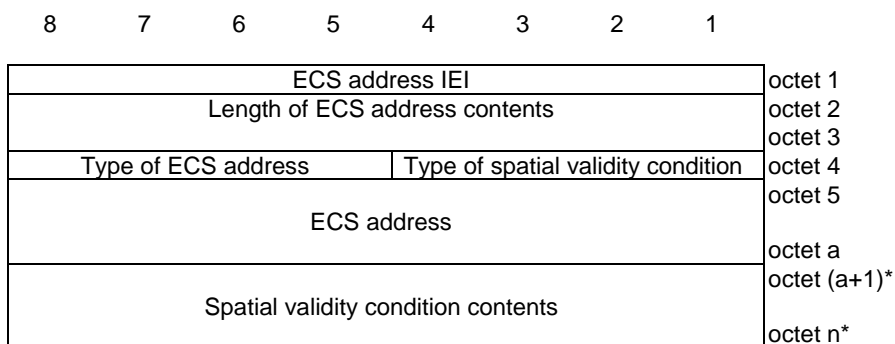 8 7 6 5 4 3 2 1
ECS address IEI octet 1
Length of ECS address contents octet 2
octet 3
Type of ECS address Type of spatial validity condition octet 4
octet 5
ECS address
octet a
octet (a+1)*
Spatial validity condition contents
octet n*